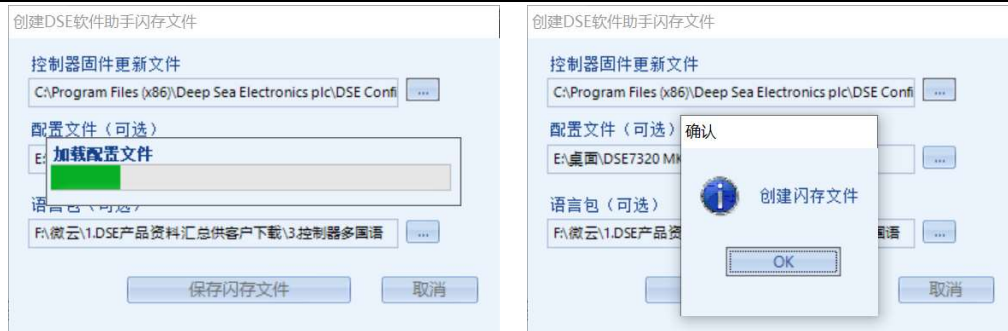 创建DSE软件助手闪存文件
控制器固件更新文件
C:\Program Files (x86)\Deep Sea Electronics plc\DSE Confi
...
配置文件（可选）
E:
加载配置文件
语言包（可选）
F:\微云\1.DSE产品资料汇总供客户下载\3.控制器多国语
...
保存闪存文件
取消
创建DSE软件助手闪存文件
控制器固件更新文件
C:\Program Files (x86)\Deep Sea Electronics plc\DSE Confi
...
配置文件（可选）
确认
E:\桌面\DSE7320 MK
...
创建闪存文件
语言包（可选）
F:\微云\1.DSE产品资
国语
...
OK
取消